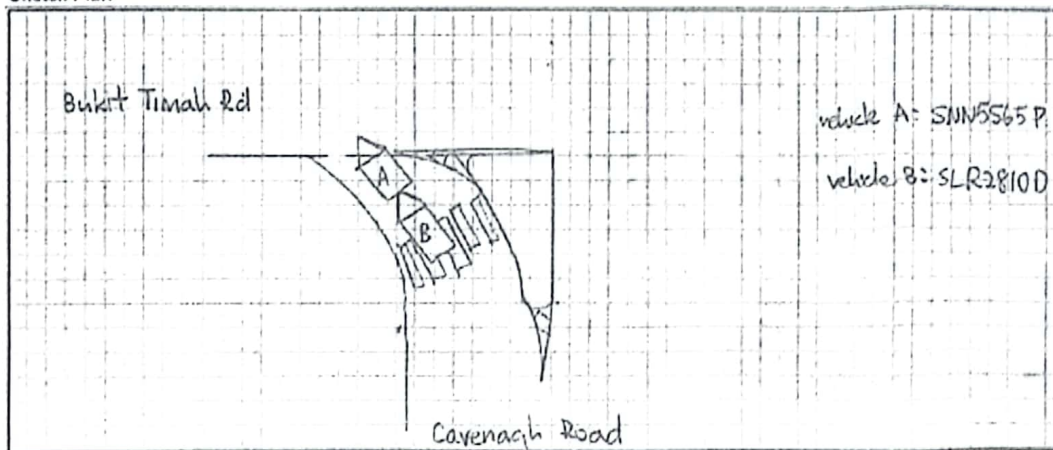 Bukit Timah Rd
vehicle A: SNN5565P
vehicle B: SLR2810D
A
B
Cavenagh Road